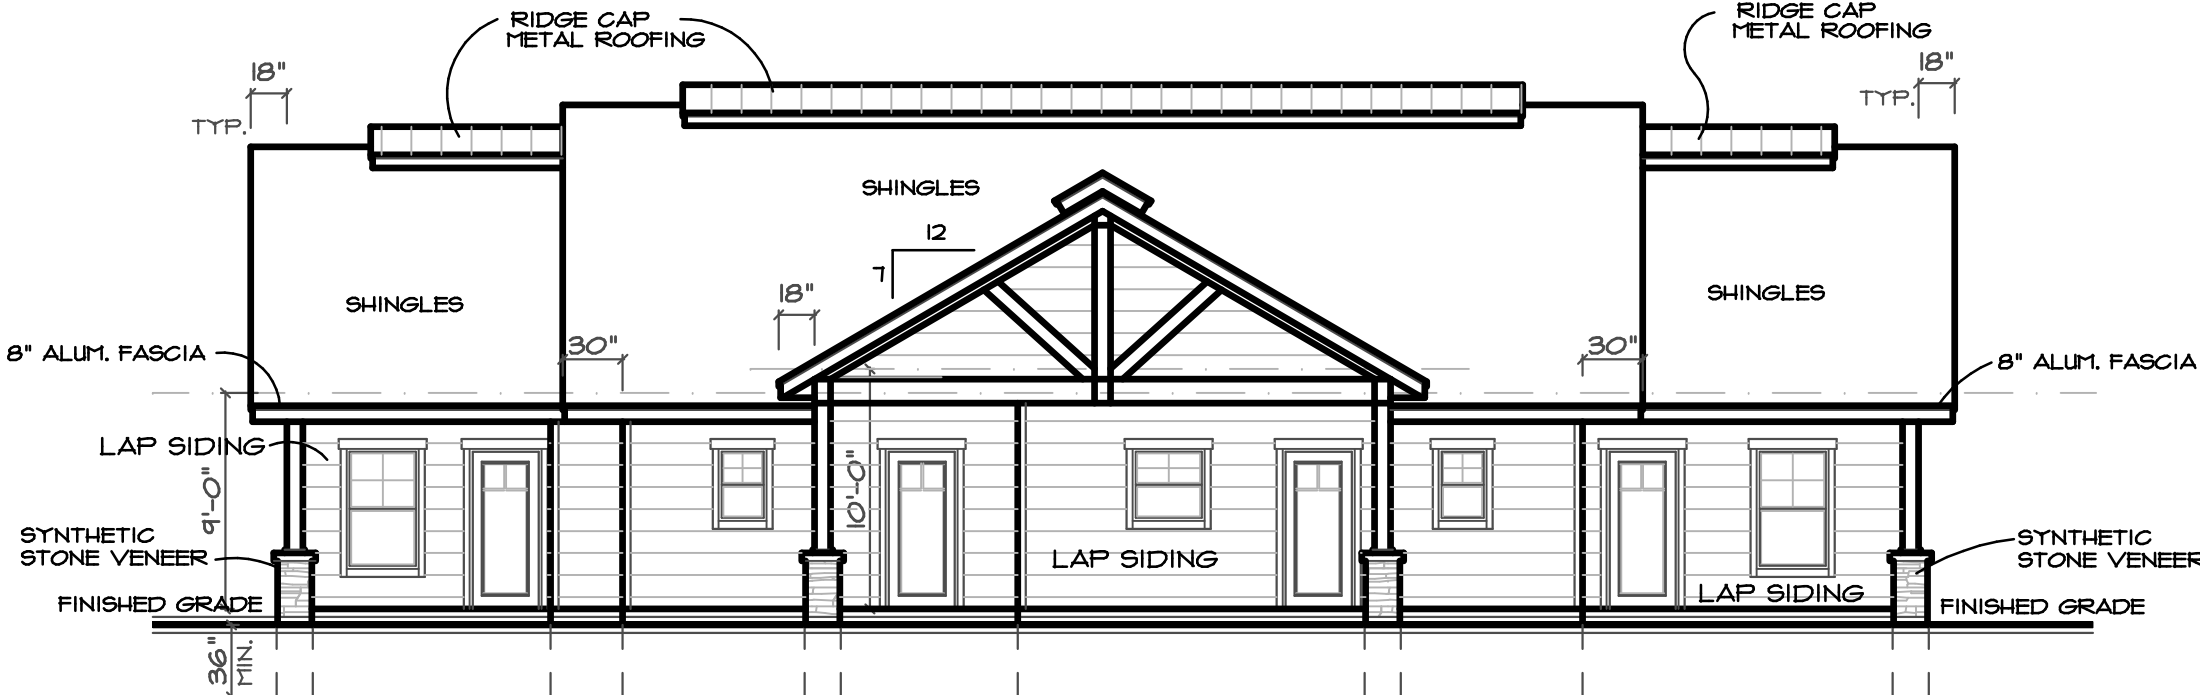 RIDGE CAP
METAL ROOFING
RIDGE CAP
METAL ROOFING
18"
TYP.
18"
TYP.
SHINGLES
12
7
18"
SHINGLES
SHINGLES
30"
30"
8" ALUM. FASCIA
8" ALUM. FASCIA
LAP SIDING
9'-0"
10'-0"
SYNTHETIC
STONE VENEER
LAP SIDING
SYNTHETIC
STONE VENEER
LAP SIDING
FINISHED GRADE
FINISHED GRADE
36"
MIN.